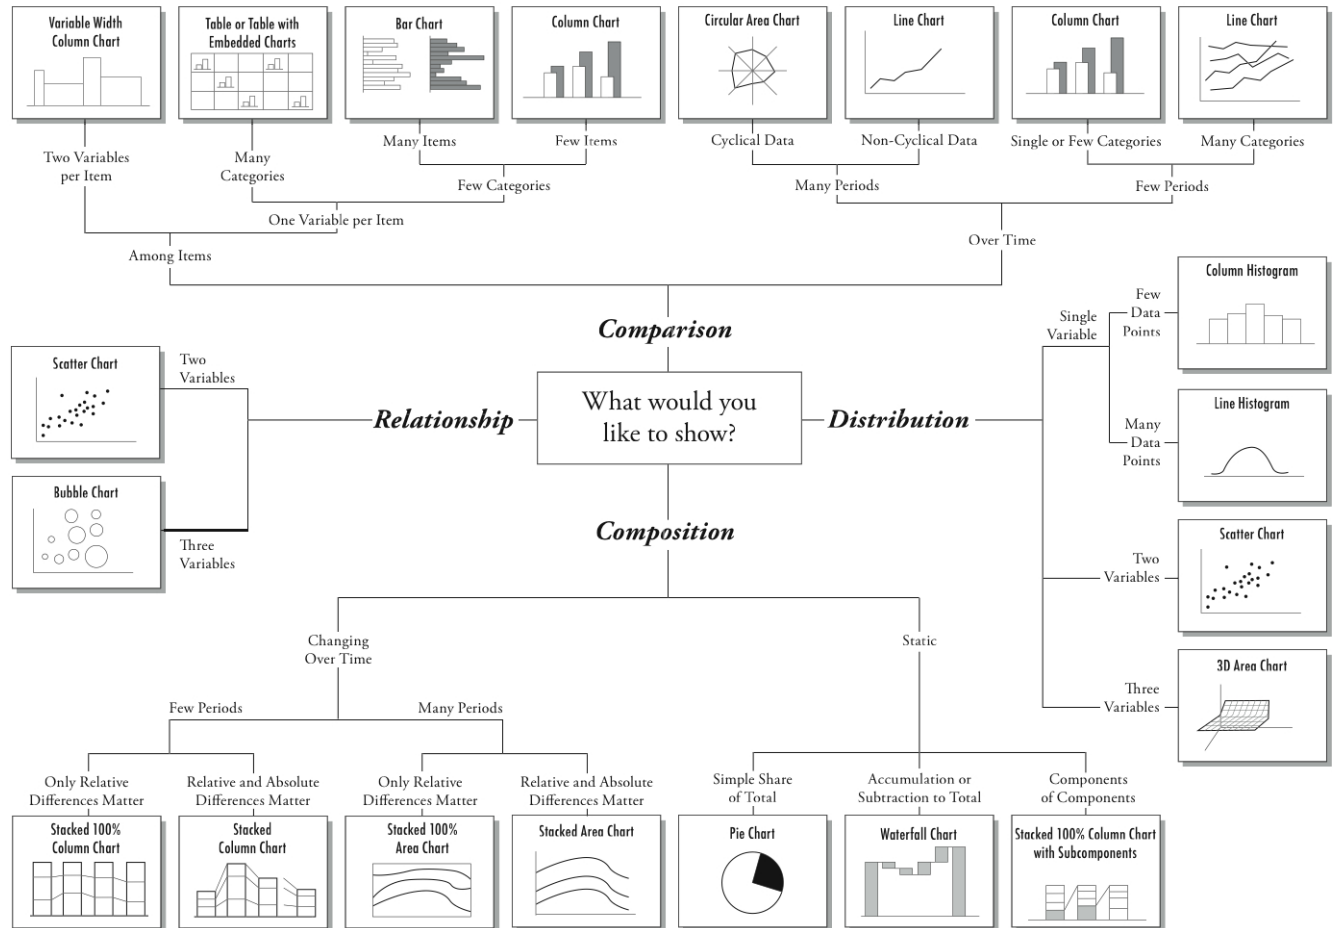 Variable Width
Column Chart
Table or Table with
Embedded Charts
Bar Chart
Column Chart
Circular Area Chart
Line Chart
Column Chart
Line Chart
Two Variables
per Item
Many
Categories
Many Items
Few Items
Cyclical Data
Non-Cyclical Data
Single or Few Categories
Many Categories
Few Categories
Many Periods
Few Periods
One Variable per Item
Among Items
Over Time
Comparison
What would you
like to show?
Relationship
Two
Variables
Scatter Chart
Bubble Chart
Three
Variables
Distribution
Single
Variable
Few
Data
Points
Column Histogram
Many
Data
Points
Line Histogram
Two
Variables
Scatter Chart
Three
Variables
3D Area Chart
Composition
Changing
Over Time
Static
Few Periods
Many Periods
Only Relative
Differences Matter
Relative and Absolute
Differences Matter
Only Relative
Differences Matter
Relative and Absolute
Differences Matter
Simple Share
of Total
Accumulation or
Subtraction to Total
Components
of Components
Stacked 100%
Column Chart
Stacked
Column Chart
Stacked 100%
Area Chart
Stacked Area Chart
Pie Chart
Waterfall Chart
Stacked 100% Column Chart
with Subcomponents